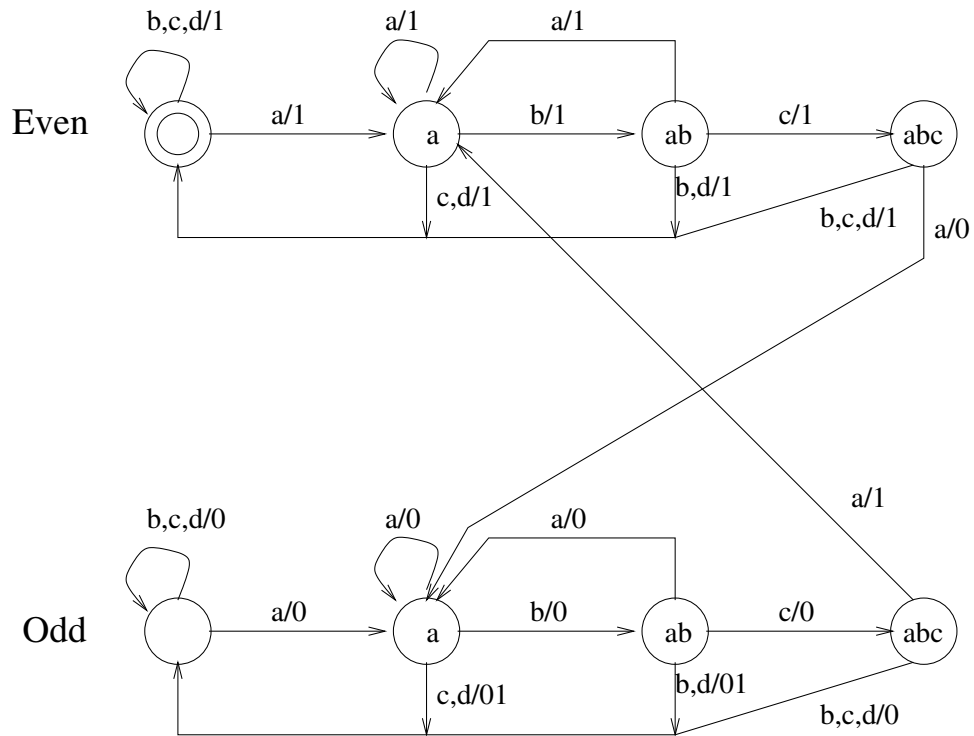 b,c,d/1
a/1
a/1
Even
a/1
a
b/1
ab
c/1
abc
c,d/1
b,d/1
b,c,d/1
a/0
a/1
b,c,d/0
a/0
a/0
Odd
a/0
a
b/0
ab
c/0
abc
c,d/01
b,d/01
b,c,d/0